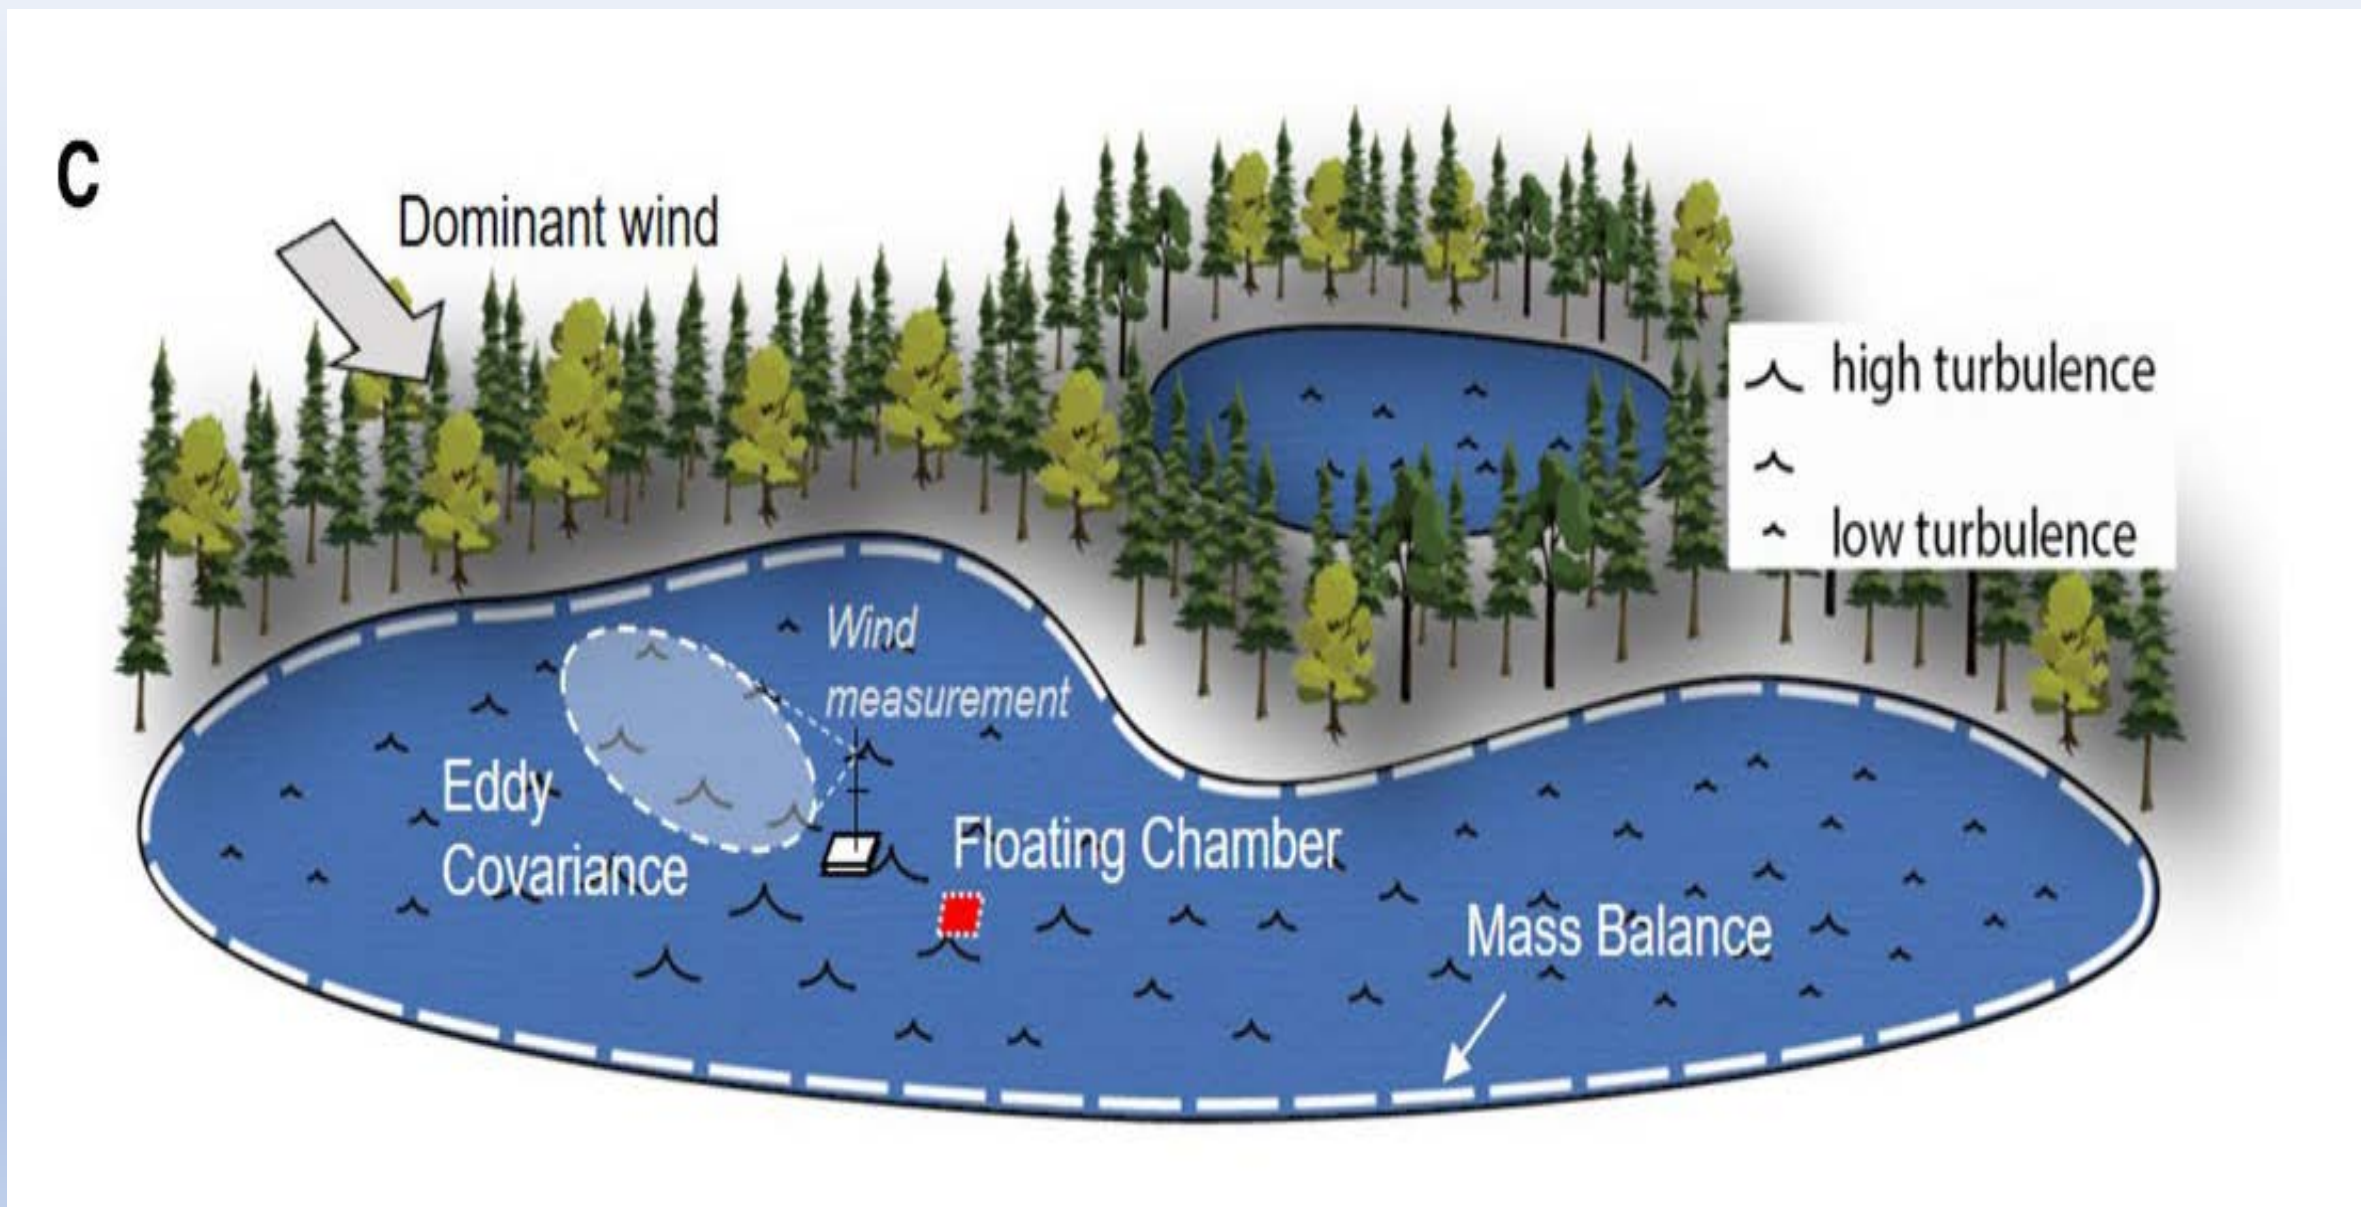 C
Dominant wind
high turbulence
low turbulence
Wind
measurement
Eddy
Covariance
Floating Chamber
Mass Balance